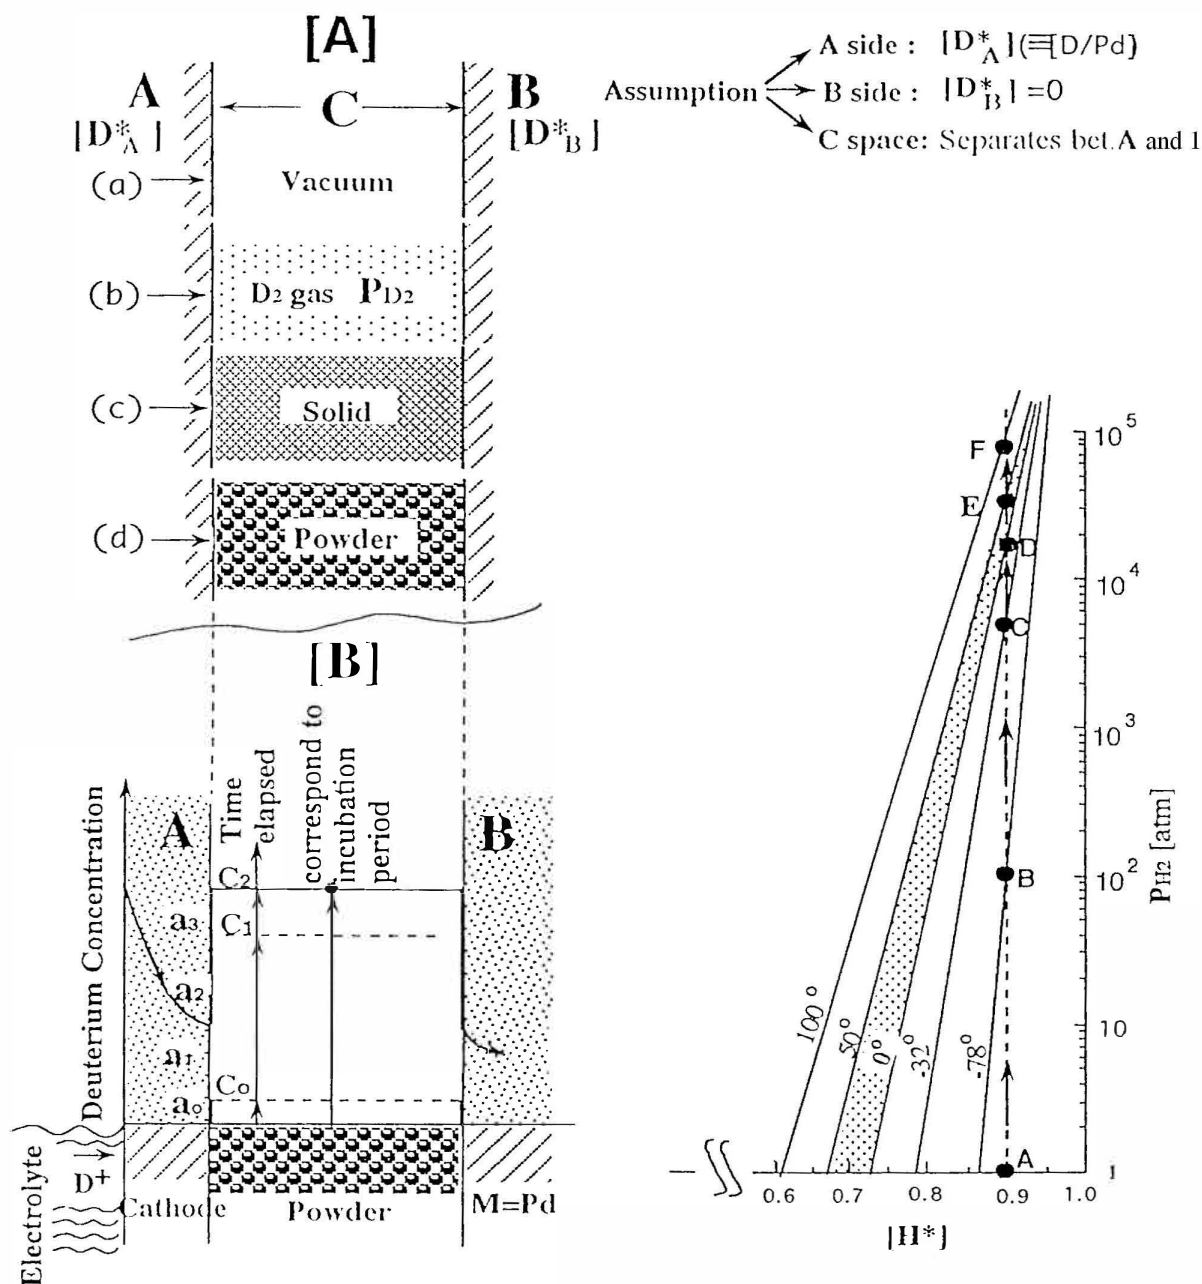 [A]
A
[D*A]
C
B
[D*B]
(a)
Vacuum
(b)
D2 gas PD2
(c)
Solid
(d)
Powder
Assumption
A side : [D*A](≡[D/Pd)
B side : [D*B]=0
C space: Separates bet.A and 1
[B]
Deuterium Concentration
A
Time
elapsed
correspond to
incubation
period
B
C2
C1
C0
a3
a2
a1
a0
Electrolyte
D+
Cathode
Powder
M=Pd
F
E
D
C
B
A
100°
50°
0°
-32°
-78°
10^5
10^4
10^3
10^2
10
1
PH2 [atm]
0.6
0.7
0.8
0.9
1.0
[H*]